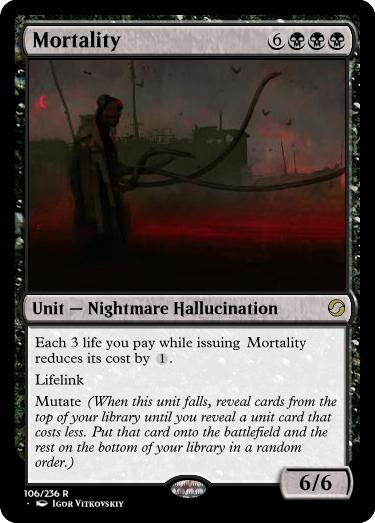 Mortality 6
Unit — Nightmare Hallucination
Each 3 life you pay while issuing Mortality
reduces its cost by 1.
Lifelink
Mutate (When this unit falls, reveal cards from the
top of your library until you reveal a unit card that
costs less. Put that card onto the battlefield and the
rest on the bottom of your library in a random
order.)
6/6
106/236 R
· Igor Vitkovskiy